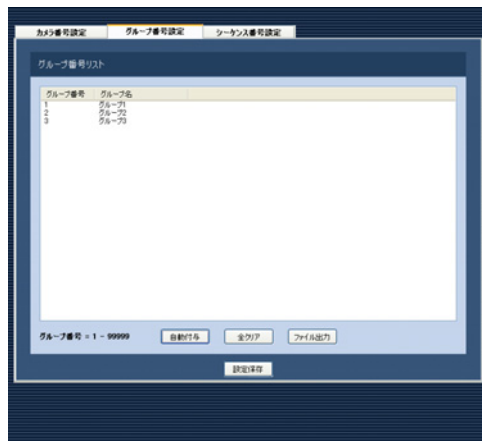 カメラ番号設定 グループ番号設定 シーケンス番号設定
グループ番号リスト
グループ番号 グループ名
1 グループ1
2 グループ2
3 グループ3
グループ番号 = 1 - 99999 自動付与 全クリア ファイル出力
設定保存